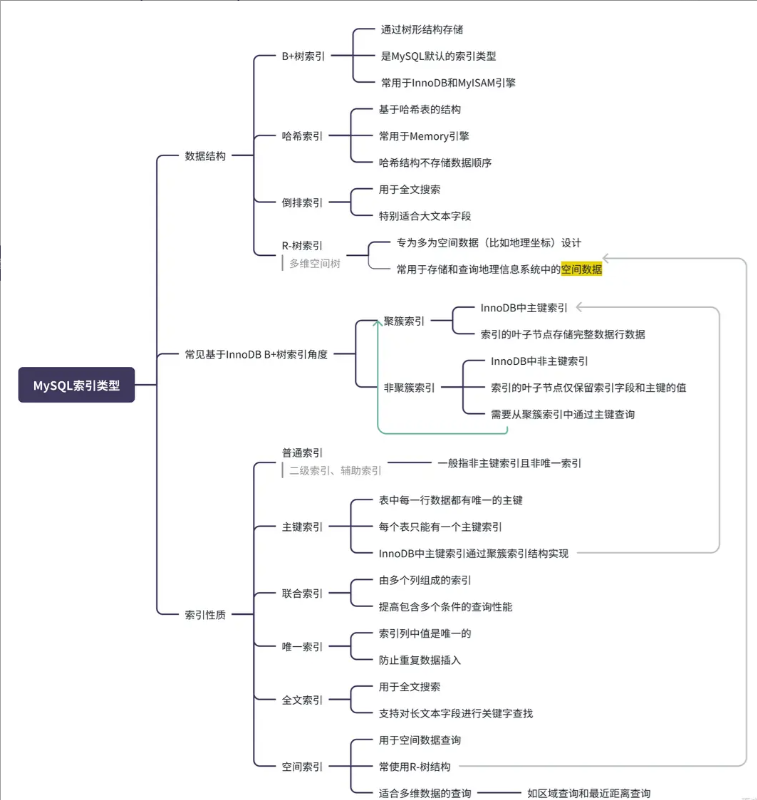 MySQL索引类型
数据结构
B+树索引
通过树形结构存储
是MySQL默认的索引类型
常用于InnoDB和MyISAM引擎
哈希索引
基于哈希表的结构
常用于Memory引擎
哈希结构不存储数据顺序
倒排索引
用于全文搜索
特别适合大文本字段
R-树索引
多维空间树
专为多为空间数据（比如地理坐标）设计
常用于存储和查询地理信息系统中的空间数据
常见基于InnoDB B+树索引角度
聚簇索引
InnoDB中主键索引
索引的叶子节点存储完整数据行数据
非聚簇索引
InnoDB中非主键索引
索引的叶子节点仅保留索引字段和主键的值
需要从聚簇索引中通过主键查询
索引性质
普通索引
二级索引、辅助索引
一般指非主键索引且非唯一索引
主键索引
表中每一行数据都有唯一的主键
每个表只能有一个主键索引
InnoDB中主键索引通过聚簇索引结构实现
联合索引
由多个列组成的索引
提高包含多个条件的查询性能
唯一索引
索引列中值是唯一的
防止重复数据插入
全文索引
用于全文搜索
支持对长文本字段进行关键字查找
空间索引
用于空间数据查询
常使用R-树结构
适合多维数据的查询
如区域查询和最近距离查询